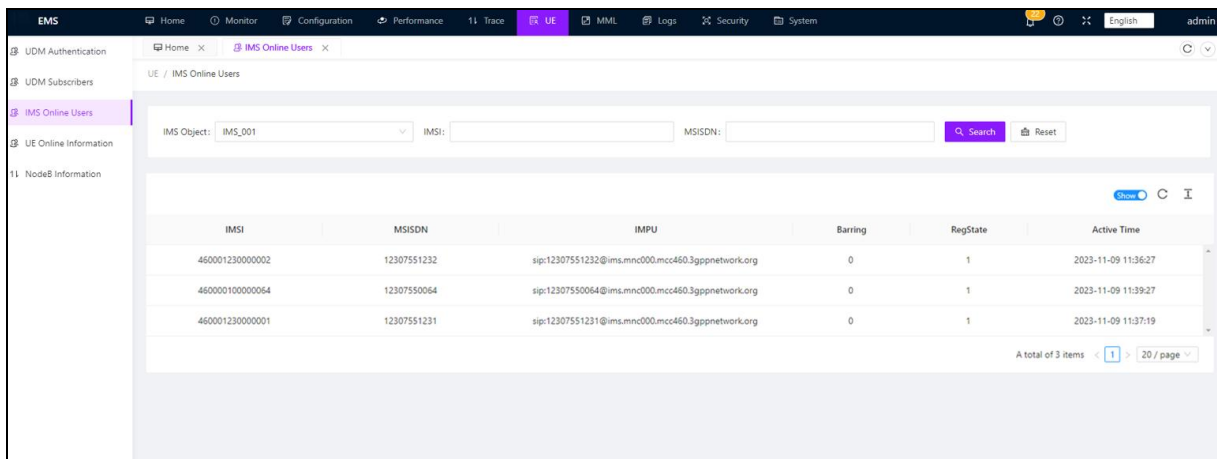 EMS Home Monitor Configuration Performance Trace UE MML Logs Security System 22 English admin
UDM Authentication
UDM Subscribers
IMS Online Users
UE Online Information
NodeB Information
Home IMS Online Users
UE / IMS Online Users
IMS Object: IMS_001 IMSI: MSISDN: Search Reset
Show
IMSI MSISDN IMPU Barring RegState Active Time
460001230000002 12307551232 sip:12307551232@ims.mnc000.mcc460.3gppnetwork.org 0 1 2023-11-09 11:36:27
460000100000064 12307550064 sip:12307550064@ims.mnc000.mcc460.3gppnetwork.org 0 1 2023-11-09 11:39:27
460001230000001 12307551231 sip:12307551231@ims.mnc000.mcc460.3gppnetwork.org 0 1 2023-11-09 11:37:19
A total of 3 items < 1 > 20 / page